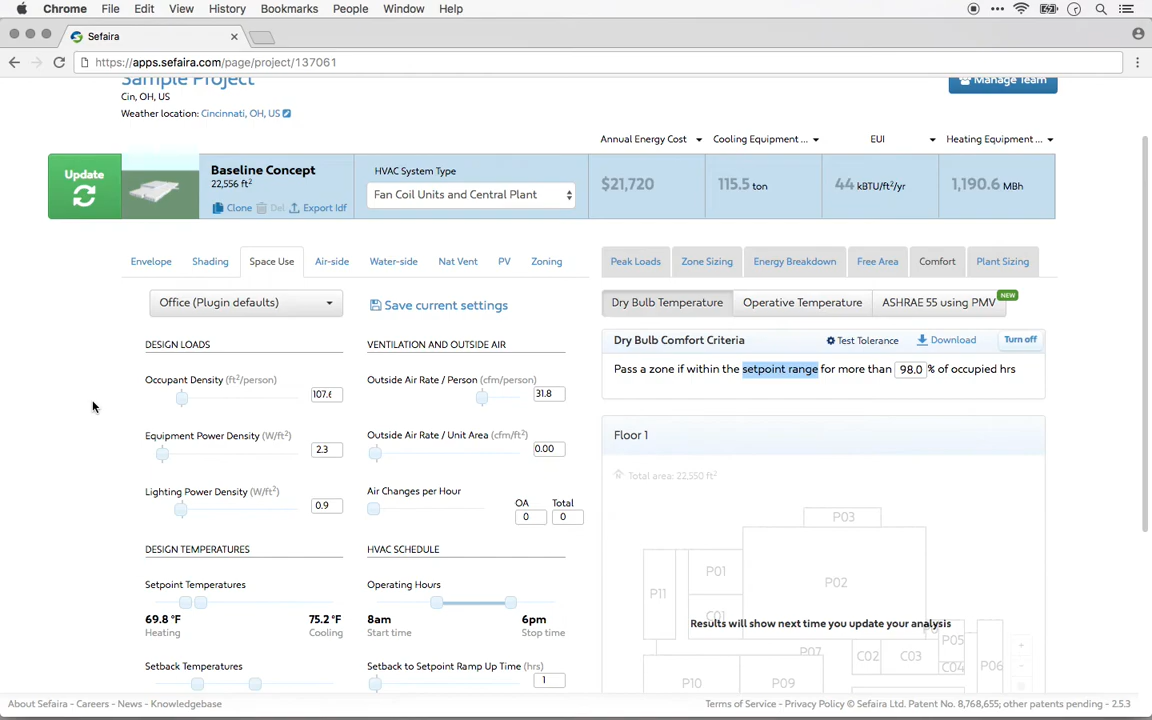 Chrome File Edit View History Bookmarks People Window Help
Sefaira
https://apps.sefaira.com/page/project/137061
Sample Project
Manage Team
Cin, OH, US
Weather location: Cincinnati, OH, US
Annual Energy Cost Cooling Equipment ... EUI Heating Equipment ...
Update
Baseline Concept
22,556 ft²
Clone Del Export Idf
HVAC System Type
Fan Coil Units and Central Plant
$21,720 115.5 ton 44 kBTU/ft²/yr 1,190.6 MBh
Envelope Shading Space Use Air-side Water-side Nat Vent PV Zoning
Peak Loads Zone Sizing Energy Breakdown Free Area Comfort Plant Sizing
Office (Plugin defaults) Save current settings
Dry Bulb Temperature Operative Temperature ASHRAE 55 using PMV NEW
DESIGN LOADS
VENTILATION AND OUTSIDE AIR
Dry Bulb Comfort Criteria Test Tolerance Download Turn off
Pass a zone if within the setpoint range for more than 98.0 % of occupied hrs
Occupant Density (ft²/person)
107.6
Outside Air Rate / Person (cfm/person)
31.8
Equipment Power Density (W/ft²)
2.3
Outside Air Rate / Unit Area (cfm/ft²)
0.00
Lighting Power Density (W/ft²)
0.9
Air Changes per Hour
OA Total
0 0
DESIGN TEMPERATURES
HVAC SCHEDULE
Setpoint Temperatures
69.8 °F 75.2 °F
Heating Cooling
Operating Hours
8am 6pm
Start time Stop time
Setback Temperatures
Setback to Setpoint Ramp Up Time (hrs)
1
Floor 1
Total area: 22,550 ft²
P03
P01
P02
P11
C01
Results will show next time you update your analysis
P05
P07
C02 C03
C04 P06
P10 P09
About Sefaira - Careers - News - Knowledgebase
Terms of Service - Privacy Policy © Sefaira Ltd. Patent No. 8,768,655; other patents pending - 2.5.3